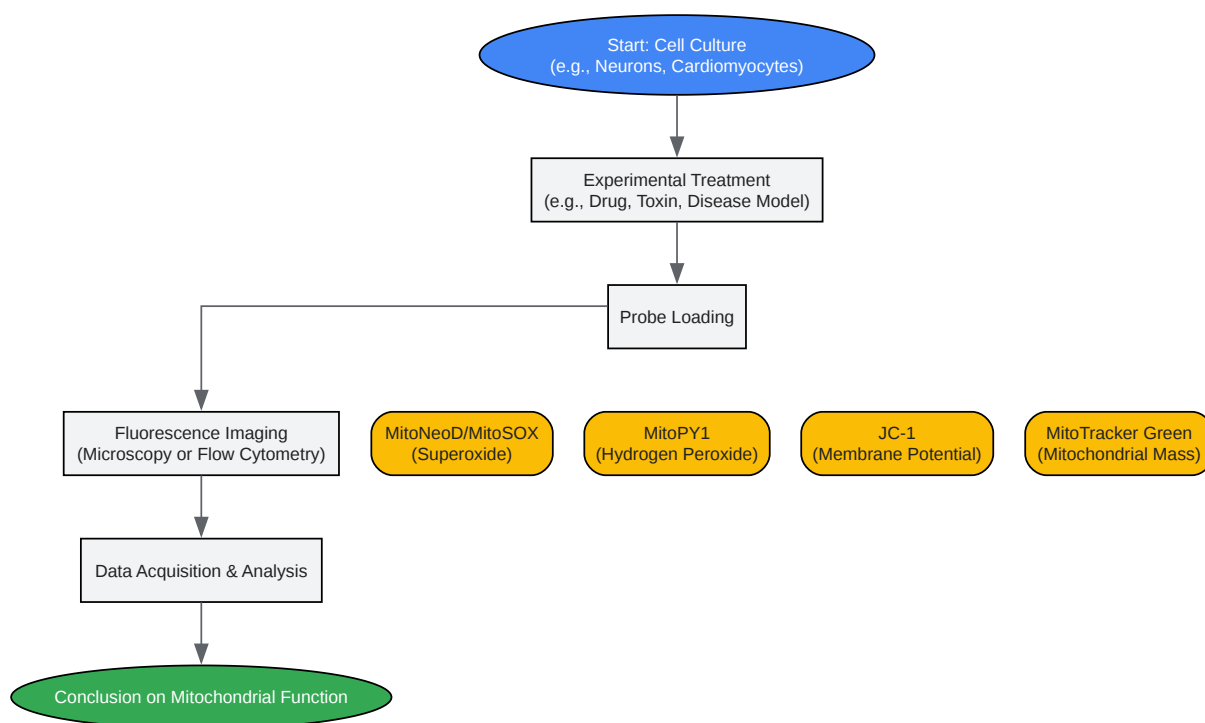 Start: Cell Culture
(e.g., Neurons, Cardiomyocytes)
Experimental Treatment
(e.g., Drug, Toxin, Disease Model)
Probe Loading
Fluorescence Imaging
(Microscopy or Flow Cytometry)
MitoNeoD/MitoSOX
(Superoxide)
MitoPY1
(Hydrogen Peroxide)
JC-1
(Membrane Potential)
MitoTracker Green
(Mitochondrial Mass)
Data Acquisition & Analysis
Conclusion on Mitochondrial Function